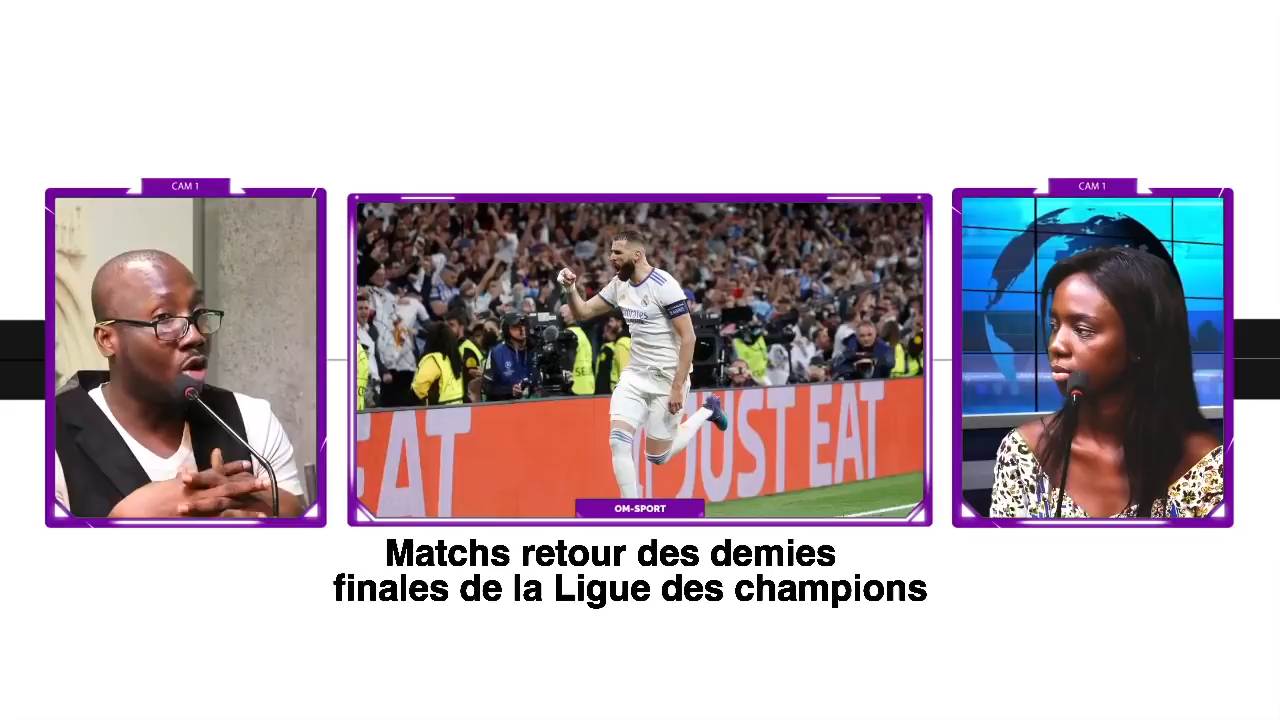 CAM 1
CAM 1
EAT
JUST EAT
OM-SPORT
Matchs retour des demies
finales de la Ligue des champions